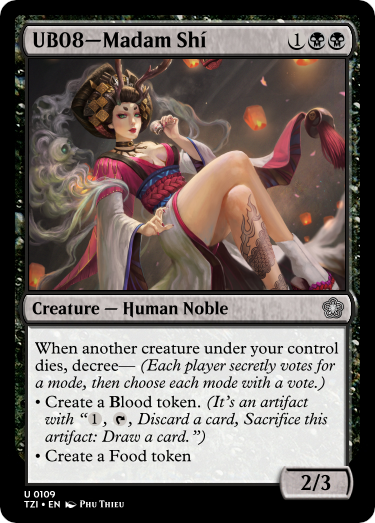 UB08—Madam Shí 1
Creature — Human Noble
When another creature under your control
dies, decree— (Each player secretly votes for
a mode, then choose each mode with a vote.)
• Create a Blood token. (It's an artifact
with “1, , Discard a card, Sacrifice this
artifact: Draw a card.”)
• Create a Food token
2/3
U 0109
TZI • EN Phu Thieu